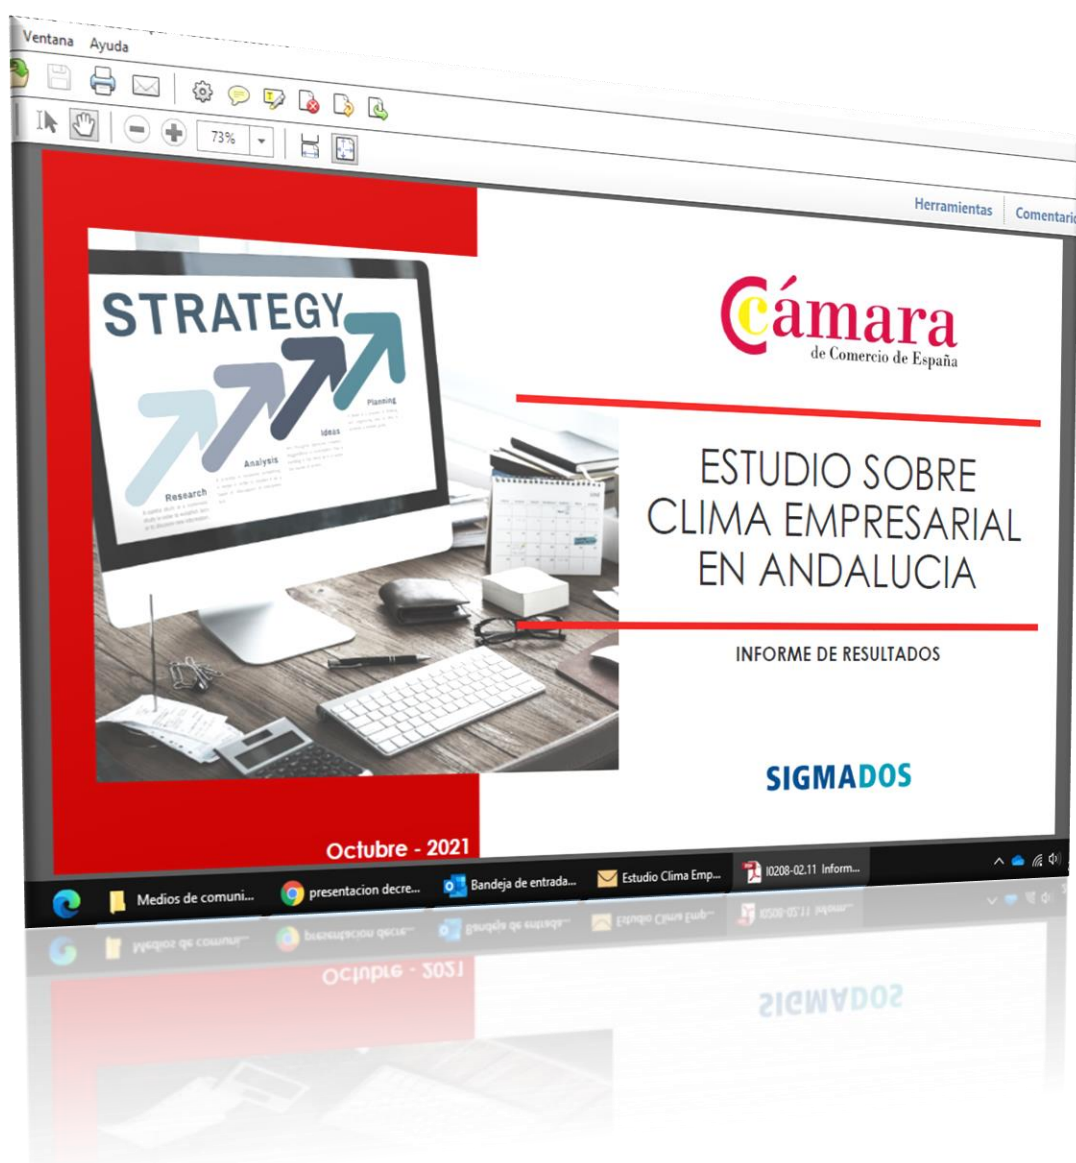 Ventana Ayuda
73%
Herramientas Comentario
STRATEGY
Planning
Ideas
Analysis
Research
Cámara
de Comercio de España
ESTUDIO SOBRE
CLIMA EMPRESARIAL
EN ANDALUCIA
INFORME DE RESULTADOS
SIGMADOS
Octubre - 2021
Medios de comuni... presentacion decre... Bandeja de entrada... Estudio Clima Emp... I0208-02.11 Inform...